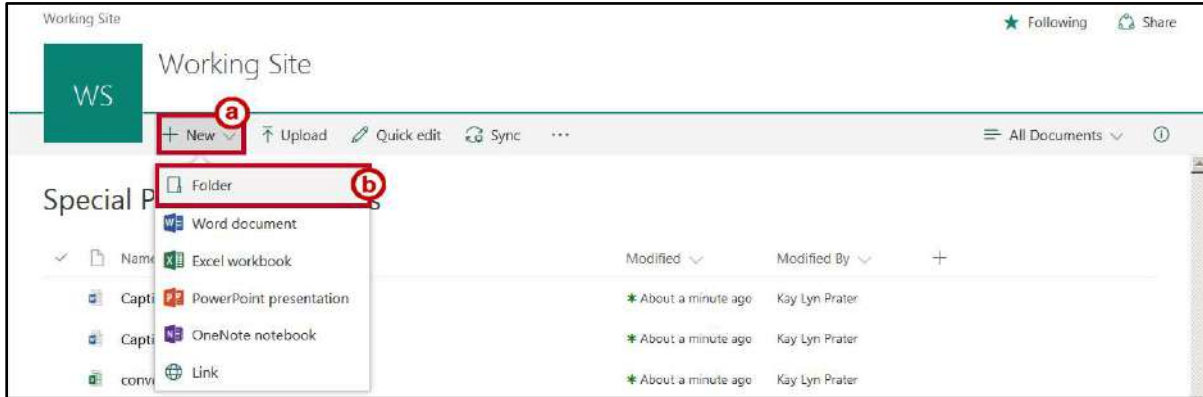 Working Site
Following Share
WS
Working Site
a
New Upload Quick edit Sync ... All Documents
Folder
b
Special P s
Word document
Name Modified Modified By
Excel workbook
Capti PowerPoint presentation About a minute ago Kay Lyn Prater
Capti OneNote notebook About a minute ago Kay Lyn Prater
Link
conv About a minute ago Kay Lyn Prater